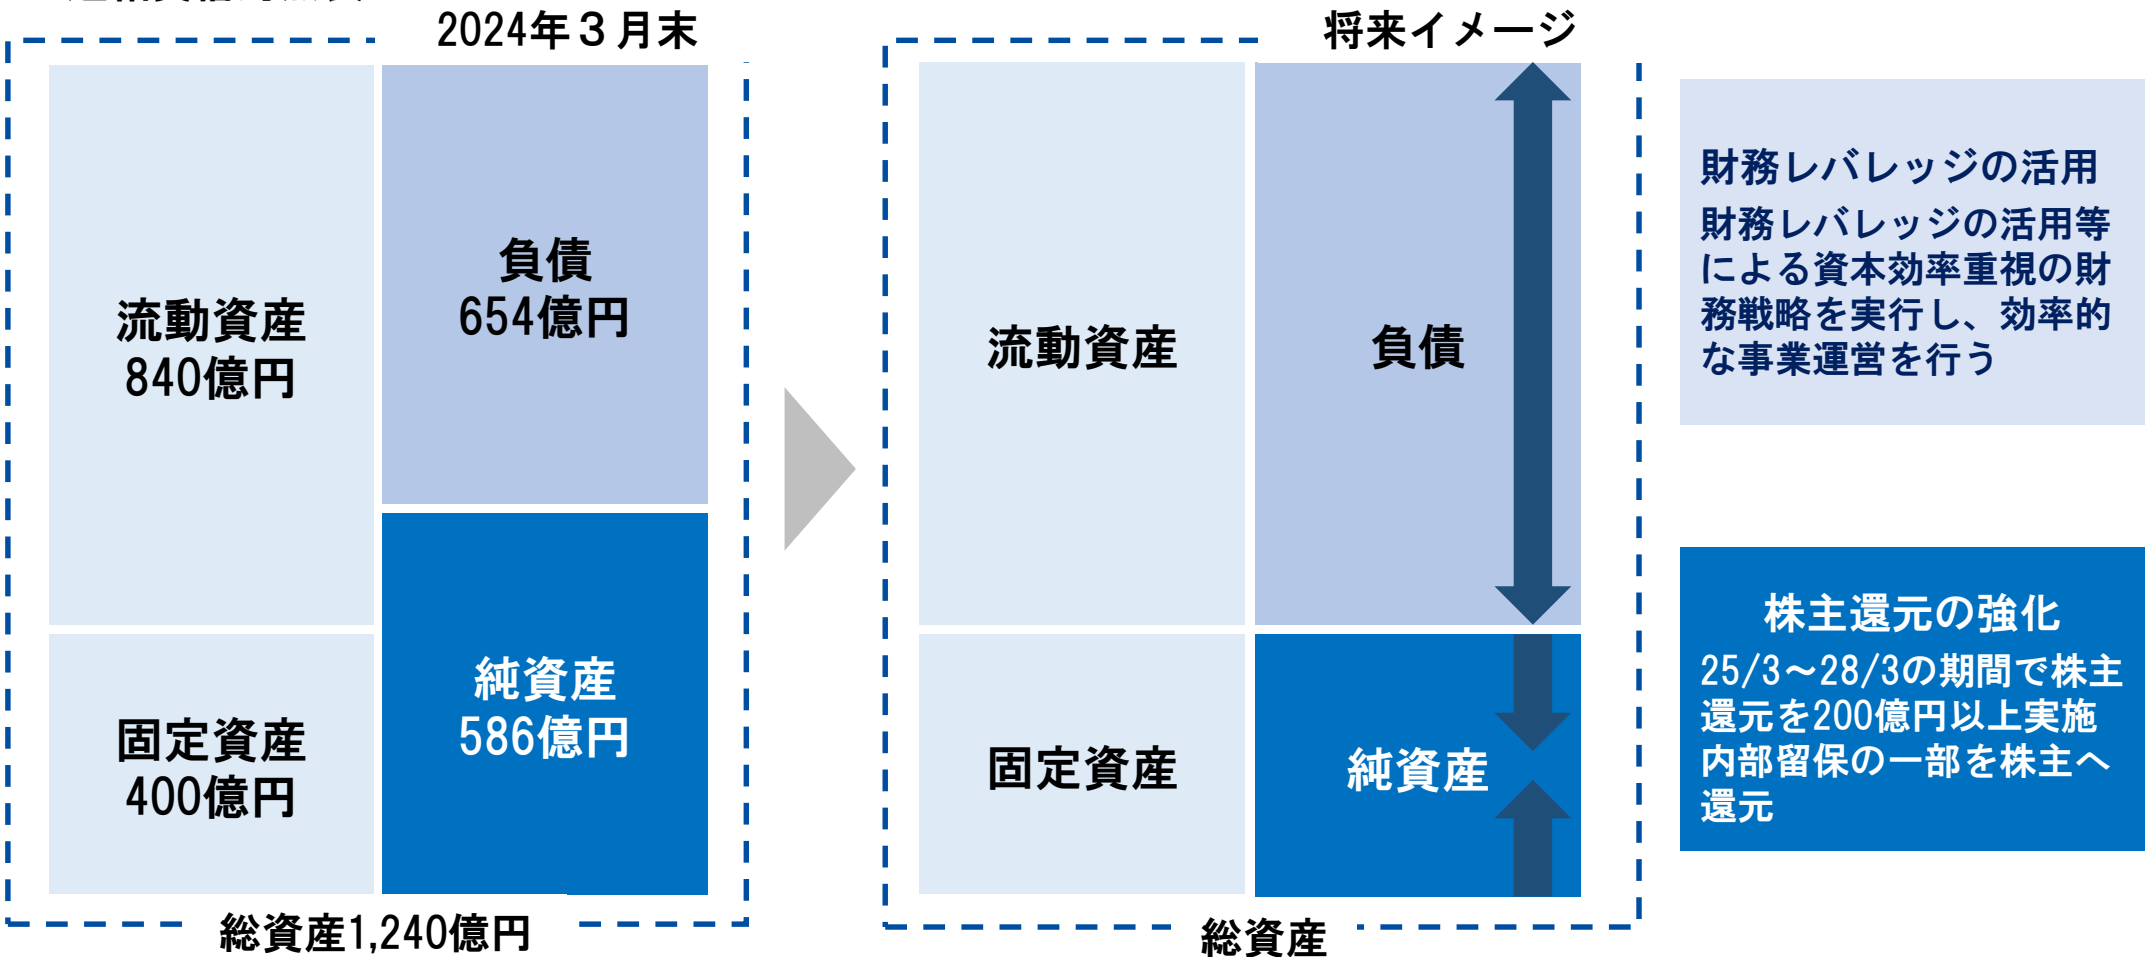 2024年３月末
流動資産
840億円
負債
654億円
固定資産
400億円
純資産
586億円
総資産1,240億円
将来イメージ
流動資産
負債
固定資産
純資産
総資産
財務レバレッジの活用
財務レバレッジの活用等
による資本効率重視の財
務戦略を実行し、効率的
な事業運営を行う
株主還元の強化
25/3～28/3の期間で株主
還元を200億円以上実施
内部留保の一部を株主へ
還元